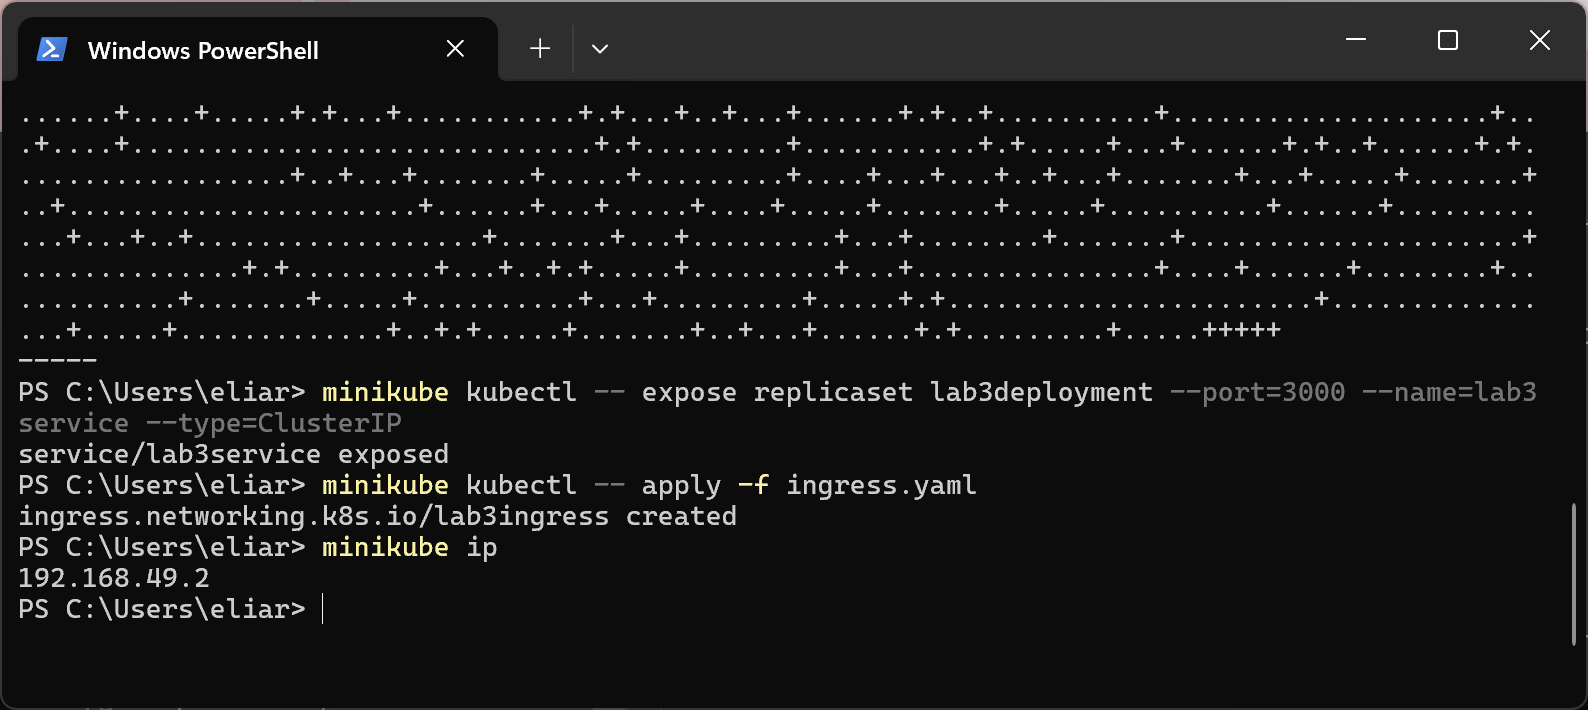 Windows PowerShell
......+....+.....+.+...+...........+.+...+..+...+......+.+..+..........+....................+..
.+....+.............................+.+.........+...........+.+.....+...+......+.+..+......+.+.
.................+..+...+.......+.....+.........+....+...+...+..+...+.......+...+.....+.......+
..+......................+......+...+.....+....+.....+.......+.....+..........+......+.........
...+...+..+..................+.......+...+.........+...+........+.......+.....................+
..............+.+.........+...+..+.+.....+.........+...+...............+....+......+........+..
..........+.......+.....+..........+...+.........+.....+.+.......................+.............
...+.....+.............+..+.+.....+.......+..+...+......+.+.........+.....+++++
-----
PS C:\Users\eliar> minikube kubectl -- expose replicaset lab3deployment --port=3000 --name=lab3
service --type=ClusterIP
service/lab3service exposed
PS C:\Users\eliar> minikube kubectl -- apply -f ingress.yaml
ingress.networking.k8s.io/lab3ingress created
PS C:\Users\eliar> minikube ip
192.168.49.2
PS C:\Users\eliar>